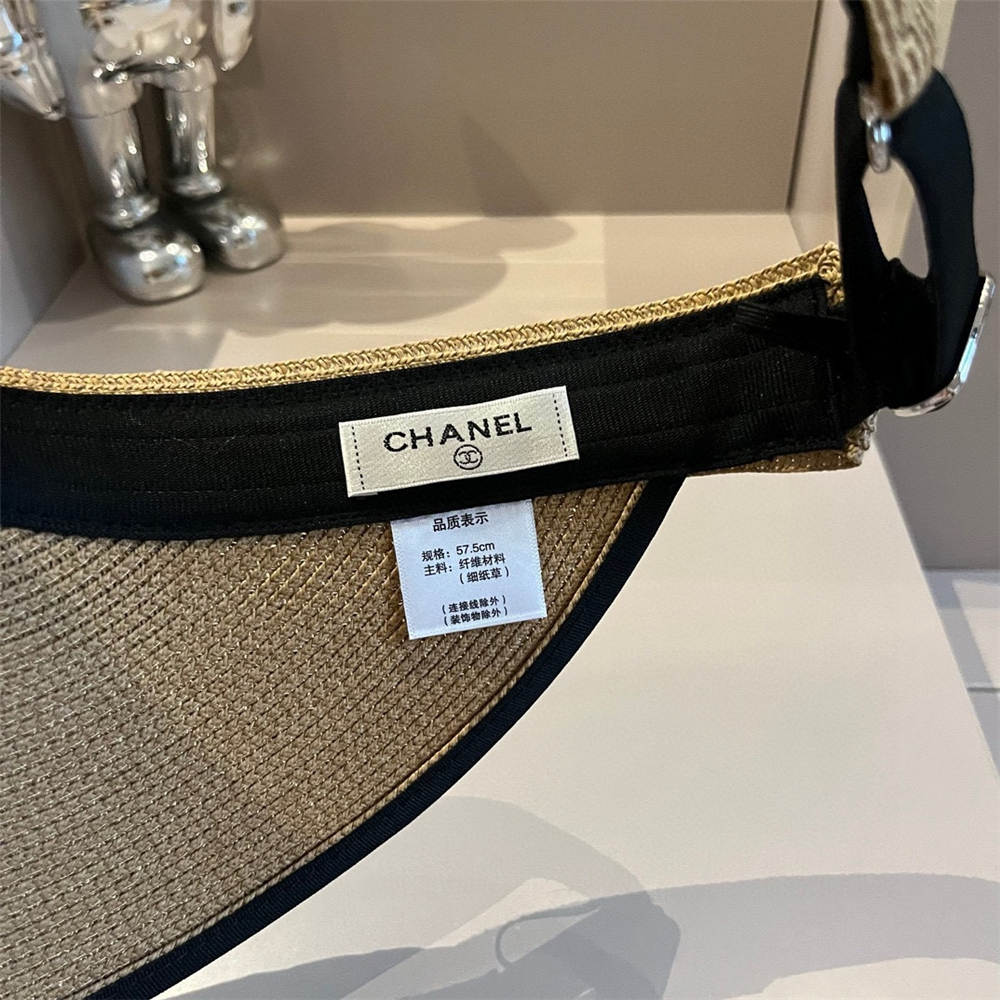 CHANEL
品质表示
规格：57.5cm
主料：纤维材料
（细纸草）
（连接线除外）
（装饰物除外）